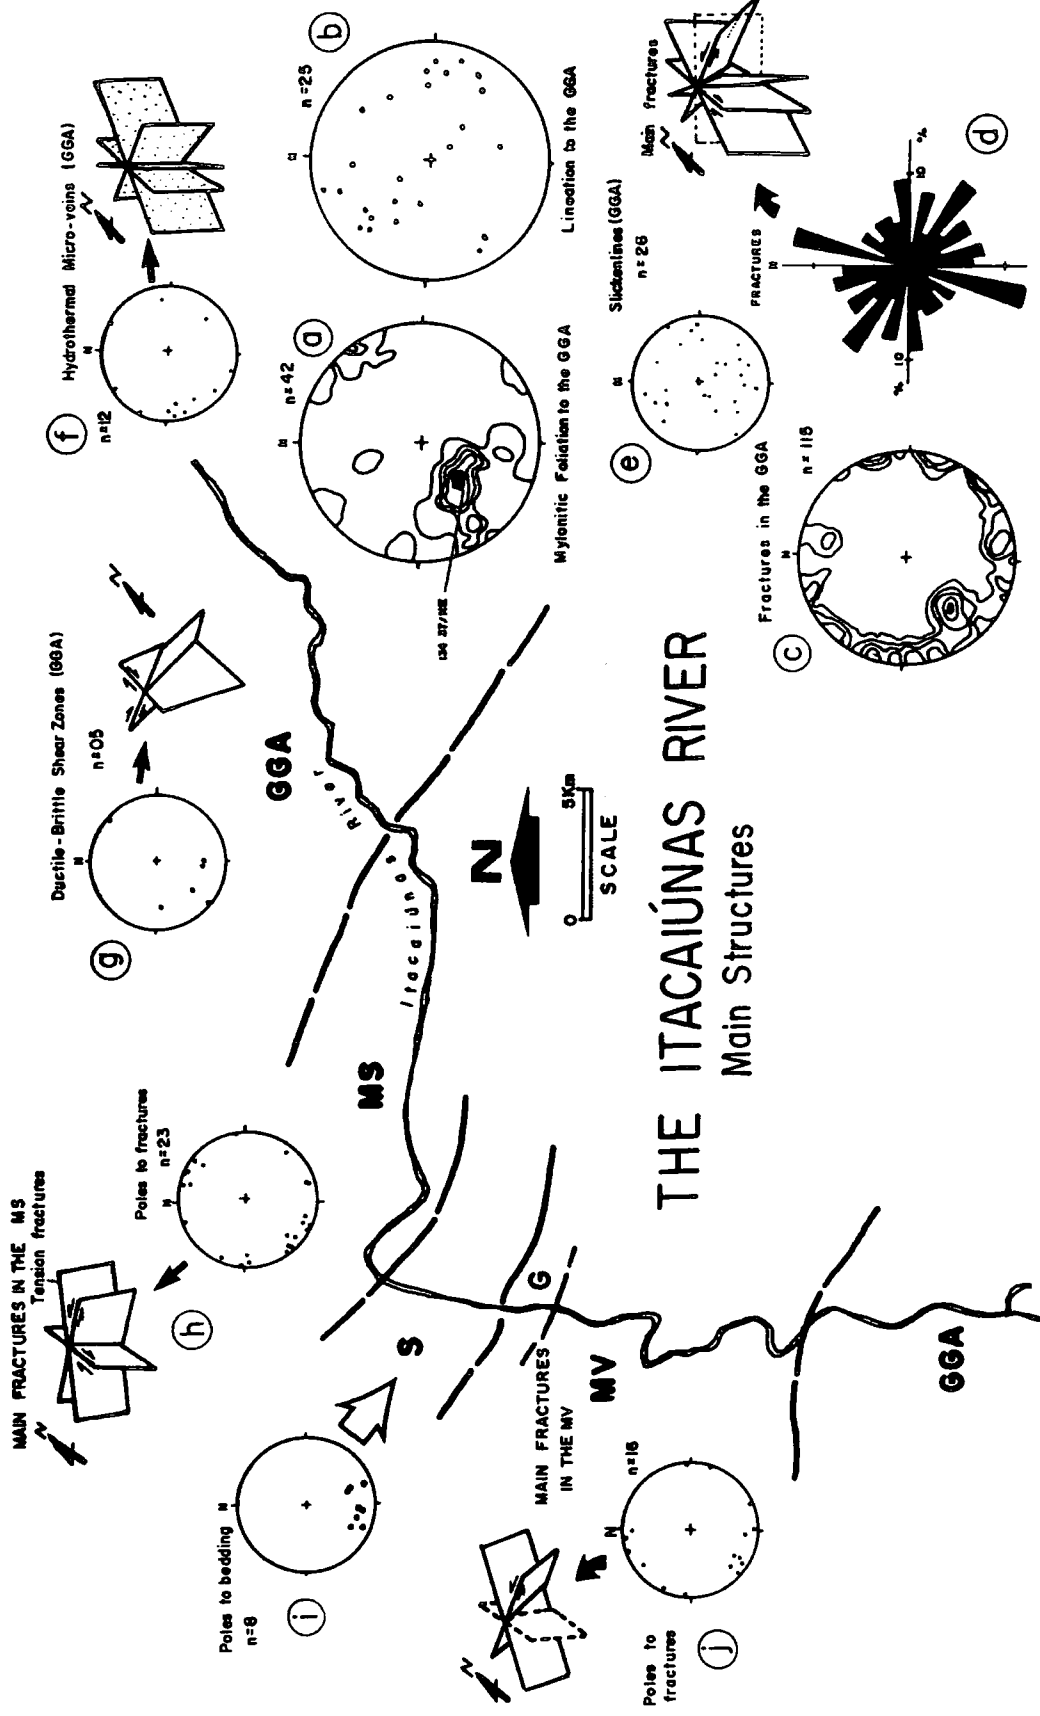 MAIN FRACTURES IN THE MS
Tension fractures
N
h
Poles to fractures
n=23
N
Poles to bedding
n=8
N
i
MAIN FRACTURES
IN THE MV
N
n=16
N
Poles to
fractures
j
g
Ductile-Brittle Shear Zones (GGA)
n=05
N
N
f
n=12
N
Hydrothermal Micro-veins (GGA)
N
a
n=42
N
Mylonitic Foliation to the GGA
b
n=25
Lineation to the GGA
e
N
Slickenlines (GGA)
n=26
Main fractures
FRACTURES
N
10
%
% 10
d
c
Fractures in the GGA
n=115
N
GGA
MS
S
G
MV
GGA
Itacaiúnas River
N
0 5Km
SCALE
THE ITACAIÚNAS RIVER
Main Structures